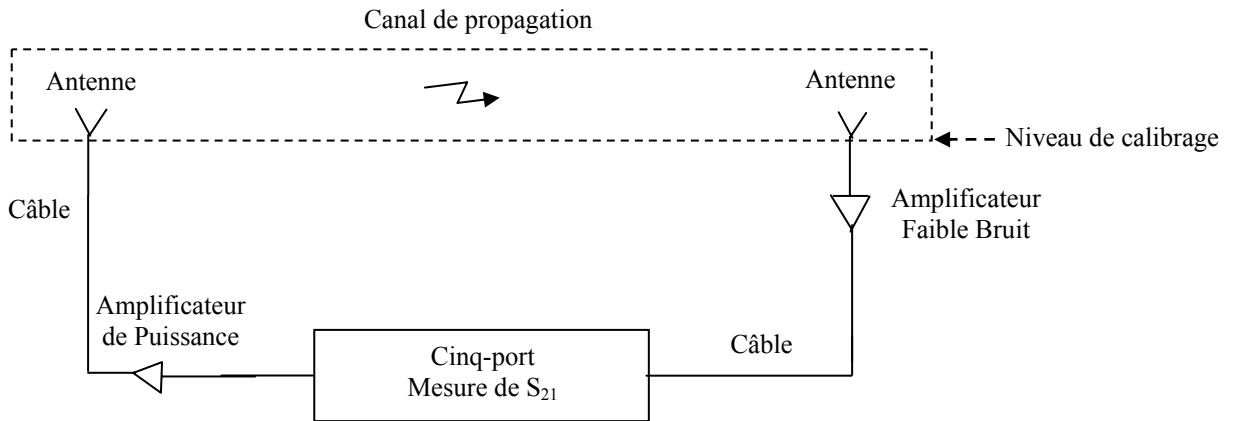 Canal de propagation
Antenne
Antenne
Niveau de calibrage
Câble
Amplificateur
Faible Bruit
Amplificateur
de Puissance
Câble
Cinq-port
Mesure de S₂₁